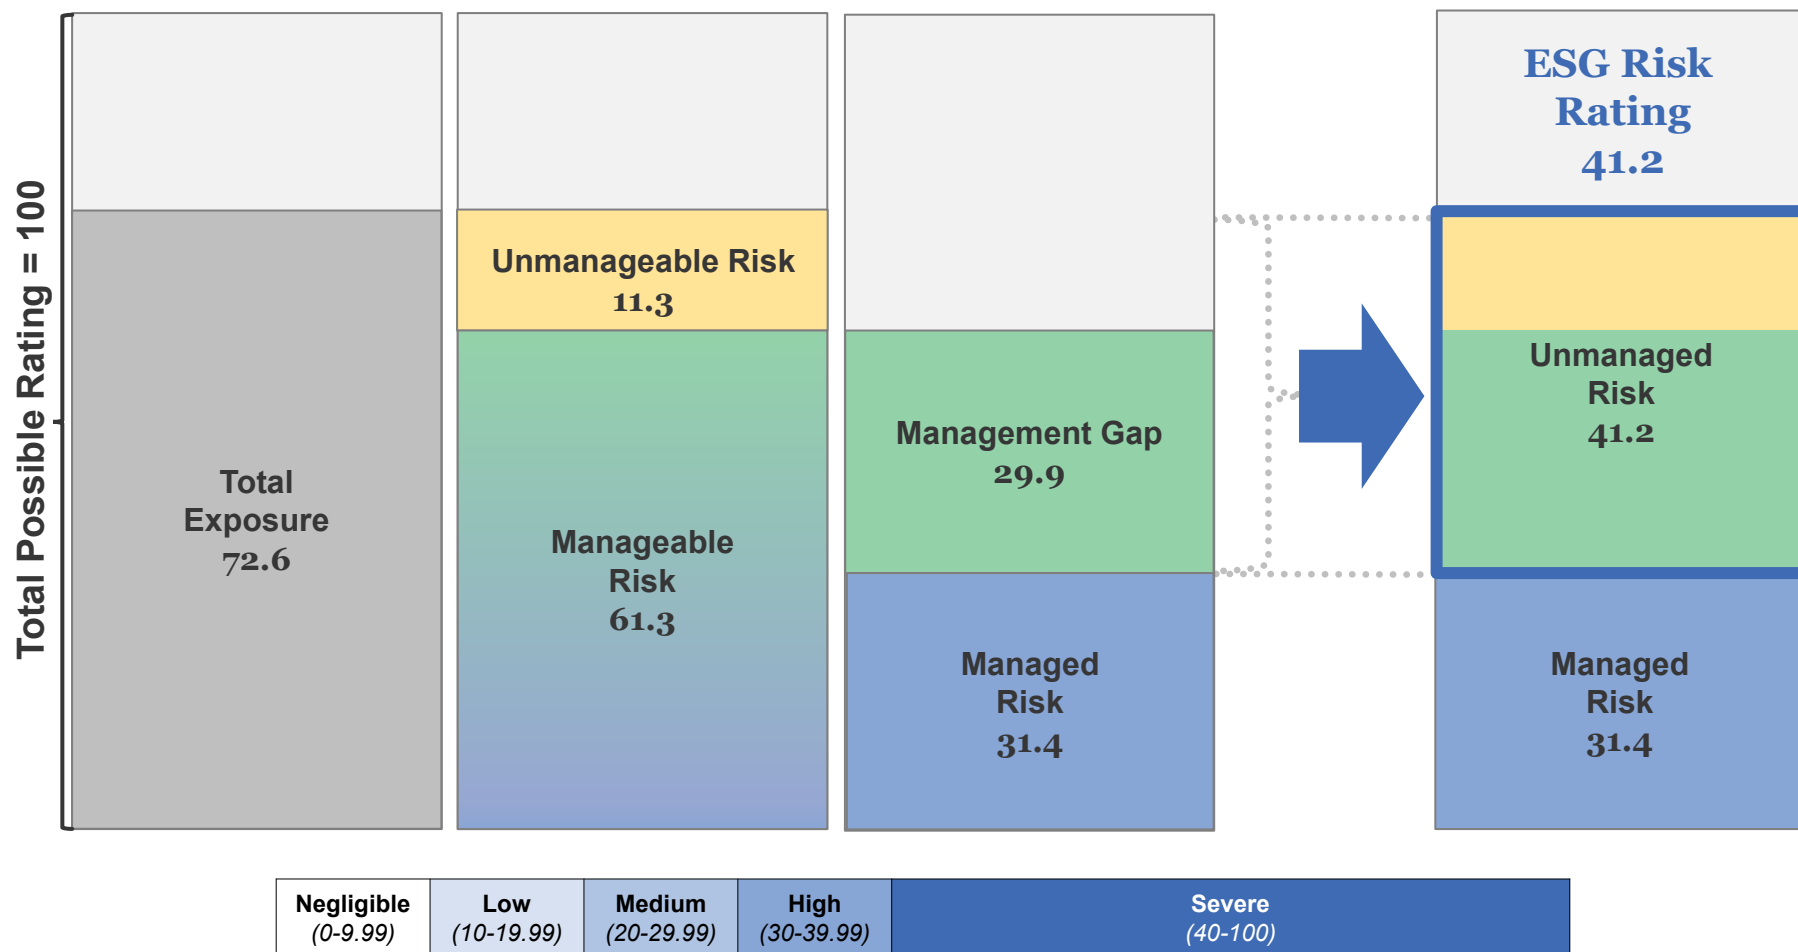 Total Possible Rating = 100
Total
Exposure
72.6
Unmanageable Risk
11.3
Manageable
Risk
61.3
Management Gap
29.9
Managed
Risk
31.4
ESG Risk
Rating
41.2
Unmanaged
Risk
41.2
Managed
Risk
31.4
Negligible
(0-9.99)
Low
(10-19.99)
Medium
(20-29.99)
High
(30-39.99)
Severe
(40-100)